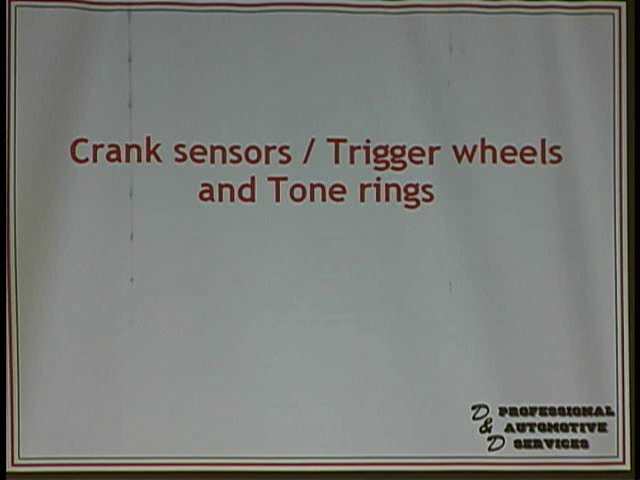 Crank sensors / Trigger wheels
and Tone rings
D PROFESSIONAL
& AUTOMOTIVE
D SERVICES